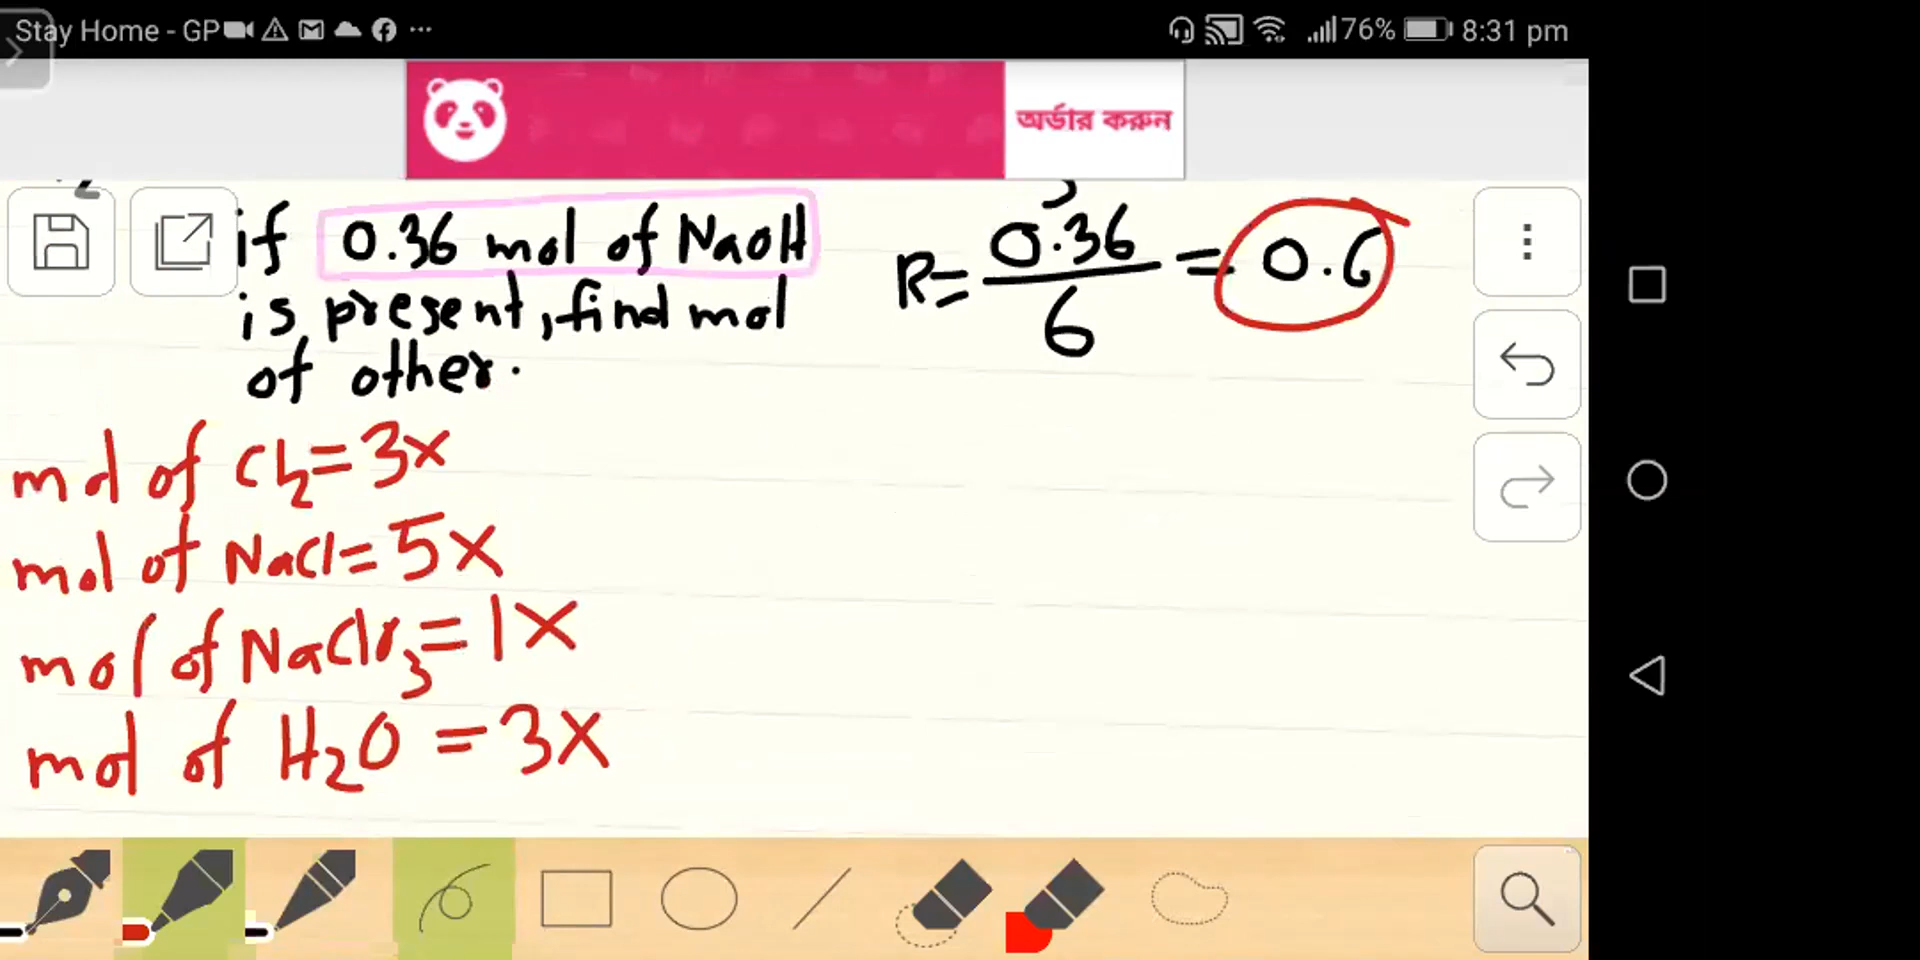 Stay Home - GP
76% 8:31 pm
অর্ডার করুন
if 0.36 mol of NaOH
is present, find mol
of other.
R = 0.36 / 6 = 0.6
mol of Cl2 = 3x
mol of NaCl = 5x
mol of NaClO3 = 1x
mol of H2O = 3x